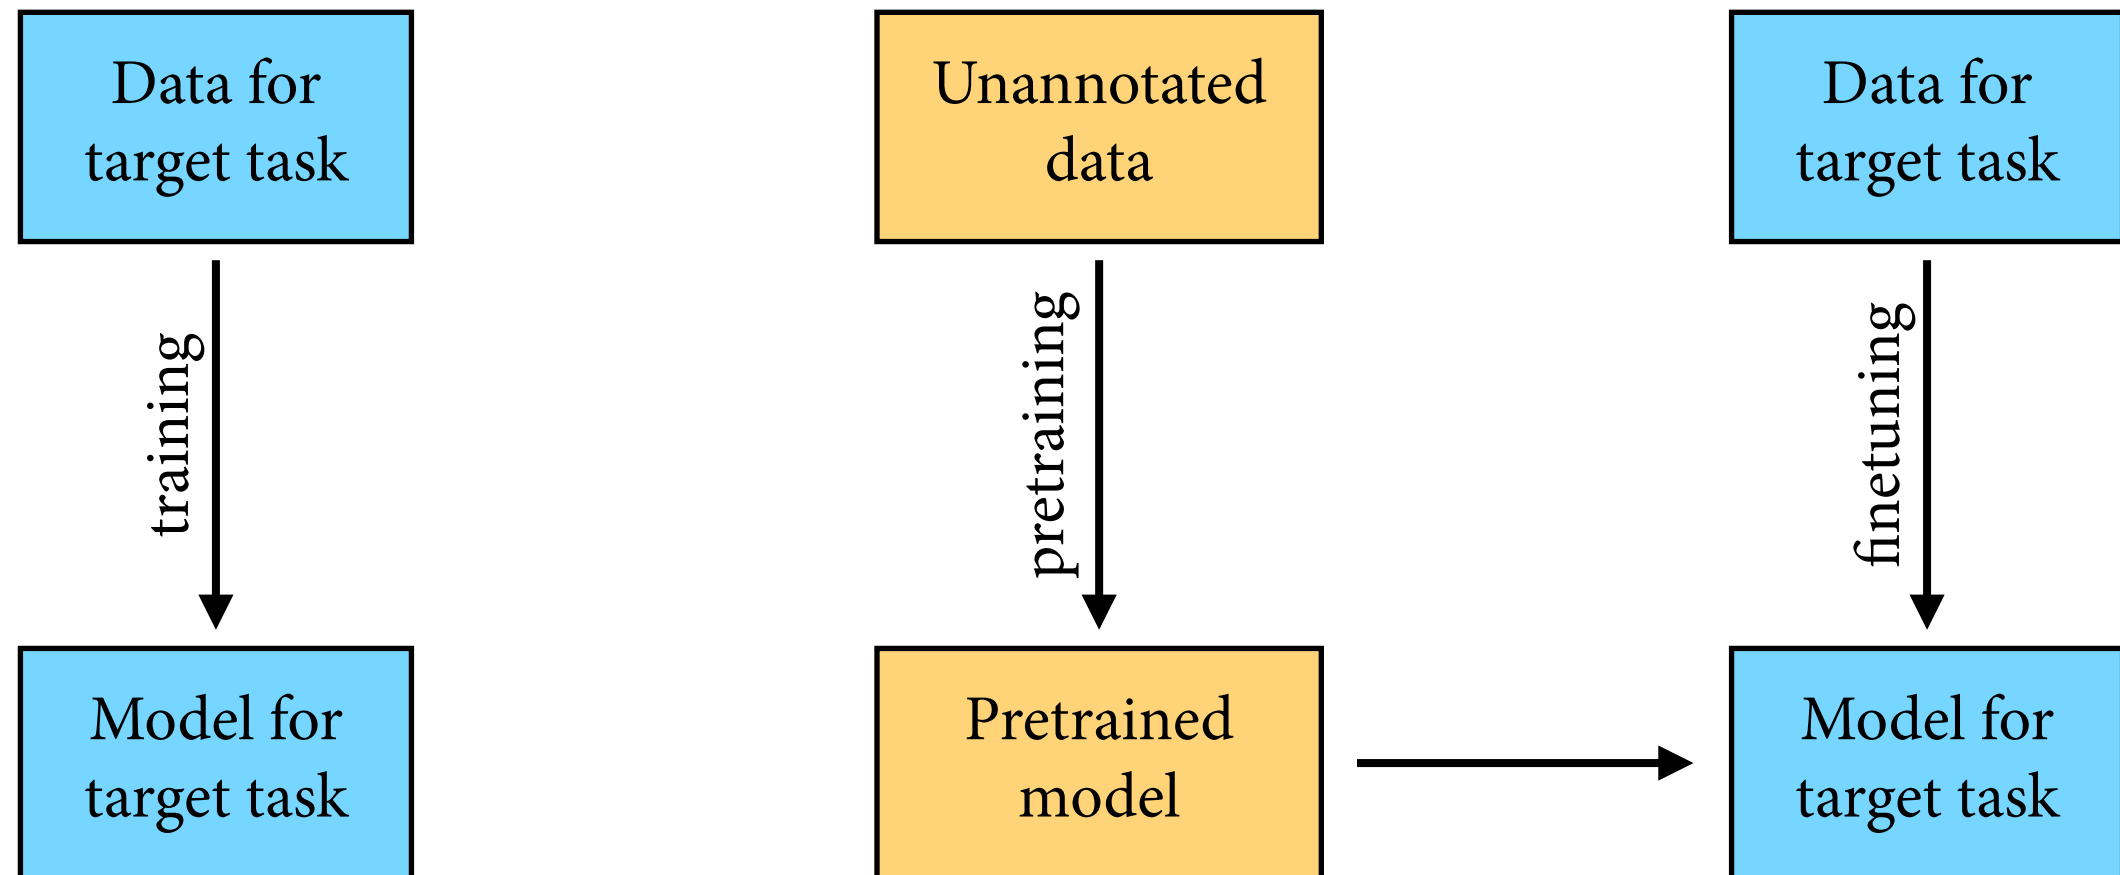 Data for
target task
Unannotated
data
Data for
target task
training
pretraining
finetuning
Model for
target task
Pretrained
model
Model for
target task